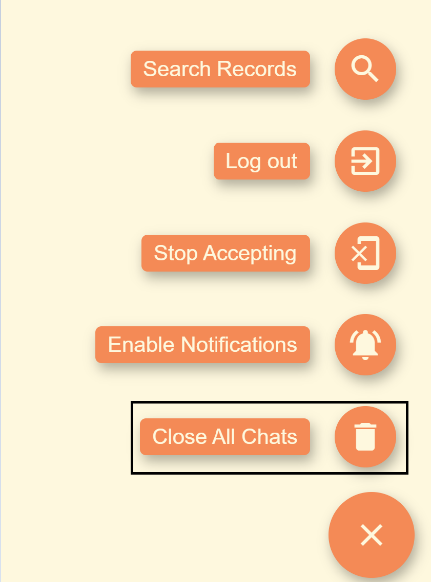 Search Records
Log out
Stop Accepting
Enable Notifications
Close All Chats